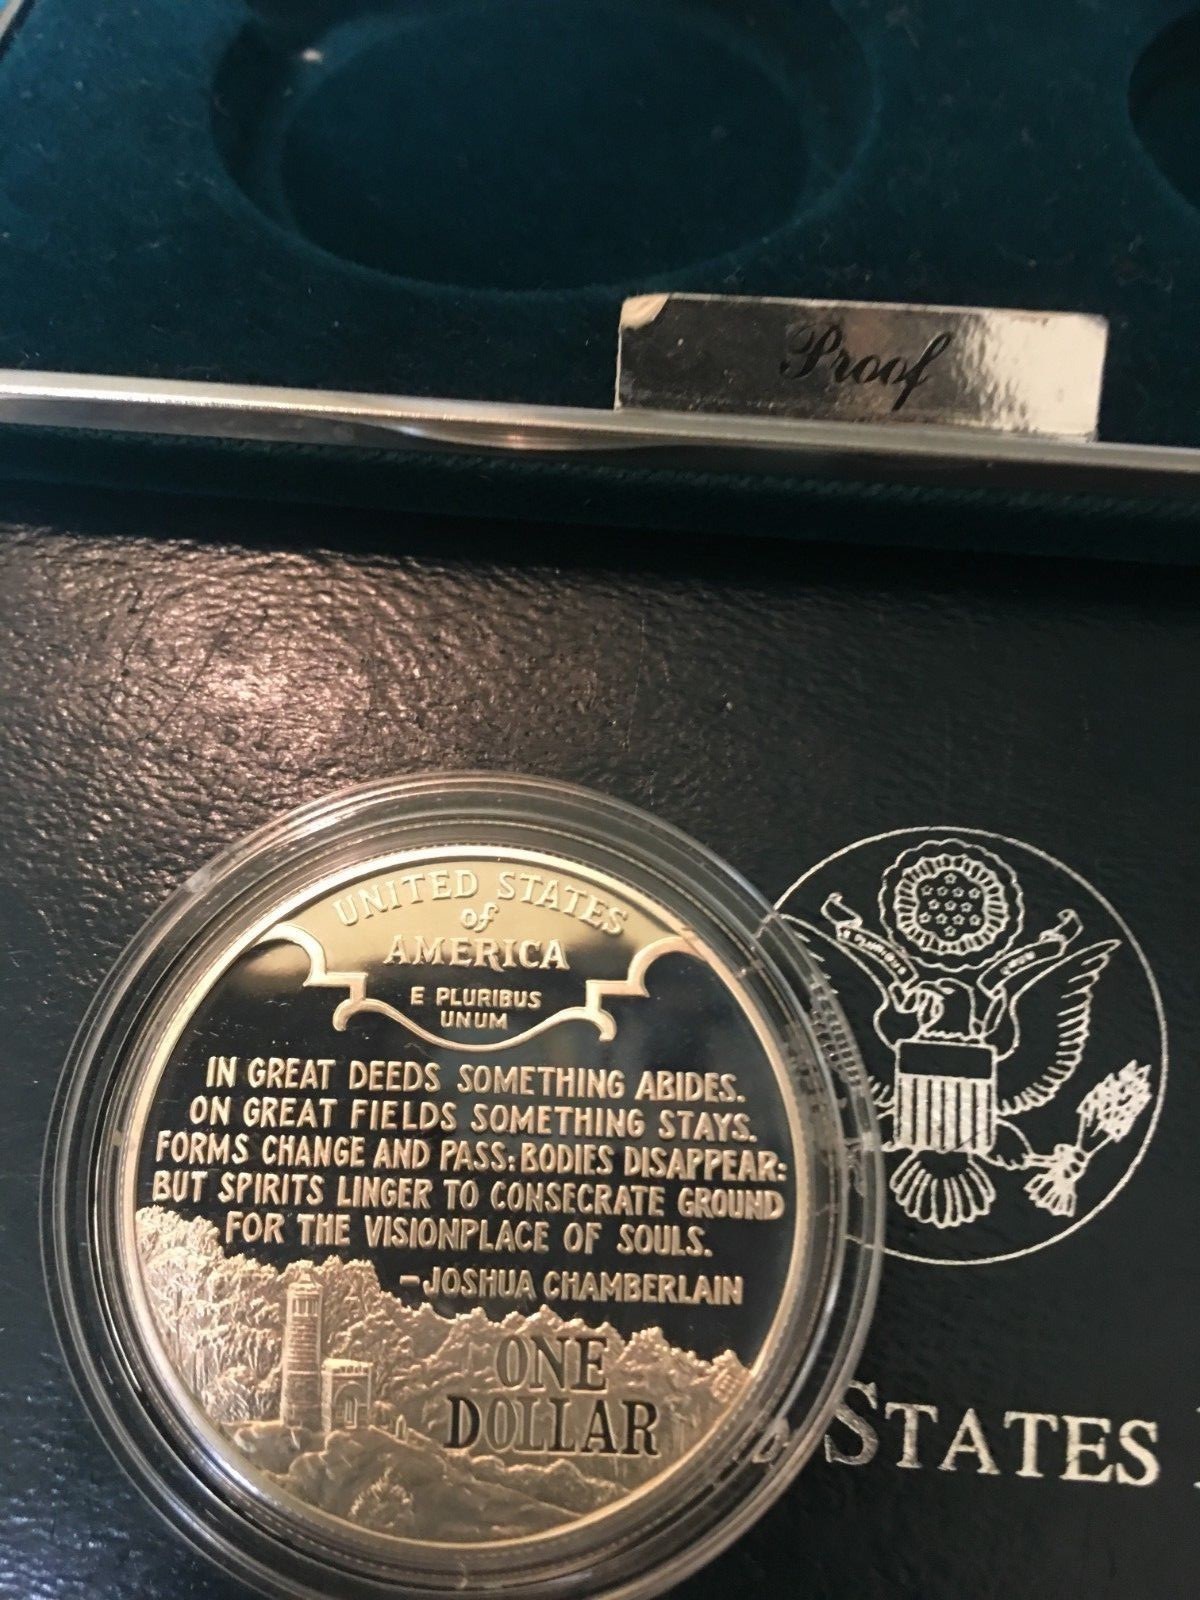 Proof
UNITED STATES
of
AMERICA
E PLURIBUS
UNUM
IN GREAT DEEDS SOMETHING ABIDES.
ON GREAT FIELDS SOMETHING STAYS.
FORMS CHANGE AND PASS: BODIES DISAPPEAR:
BUT SPIRITS LINGER TO CONSECRATE GROUND
FOR THE VISIONPLACE OF SOULS.
-JOSHUA CHAMBERLAIN
ONE
DOLLAR
E PLURIBUS
UNUM
STATES